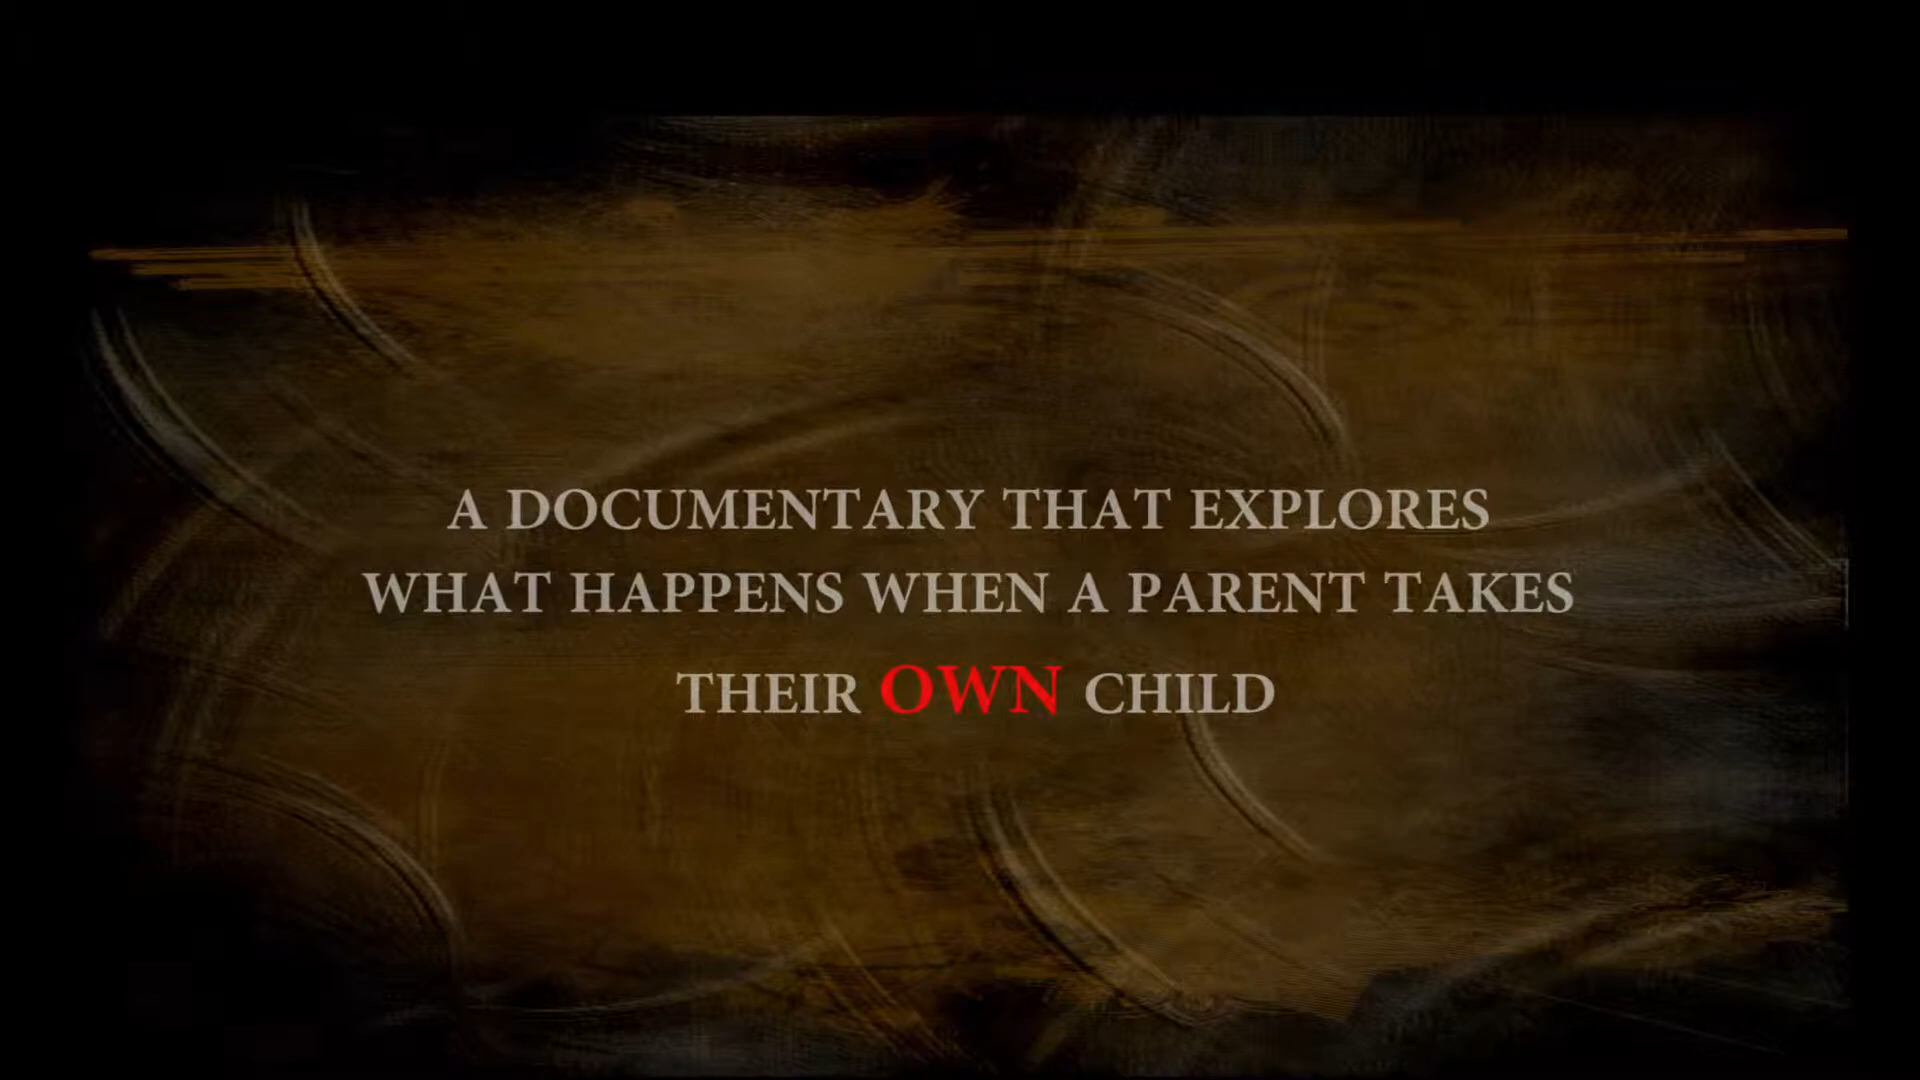 A DOCUMENTARY THAT EXPLORES
WHAT HAPPENS WHEN A PARENT TAKES
THEIR OWN CHILD